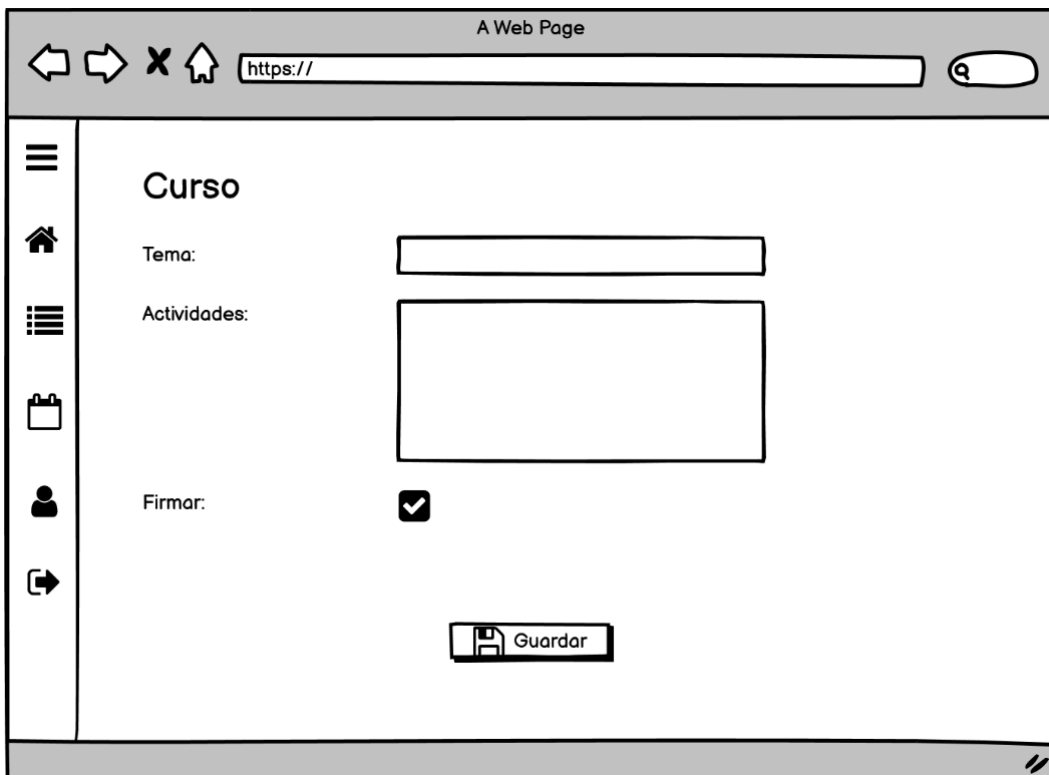 A Web Page
https://
Curso
Tema:
Actividades:
Firmar:
Guardar